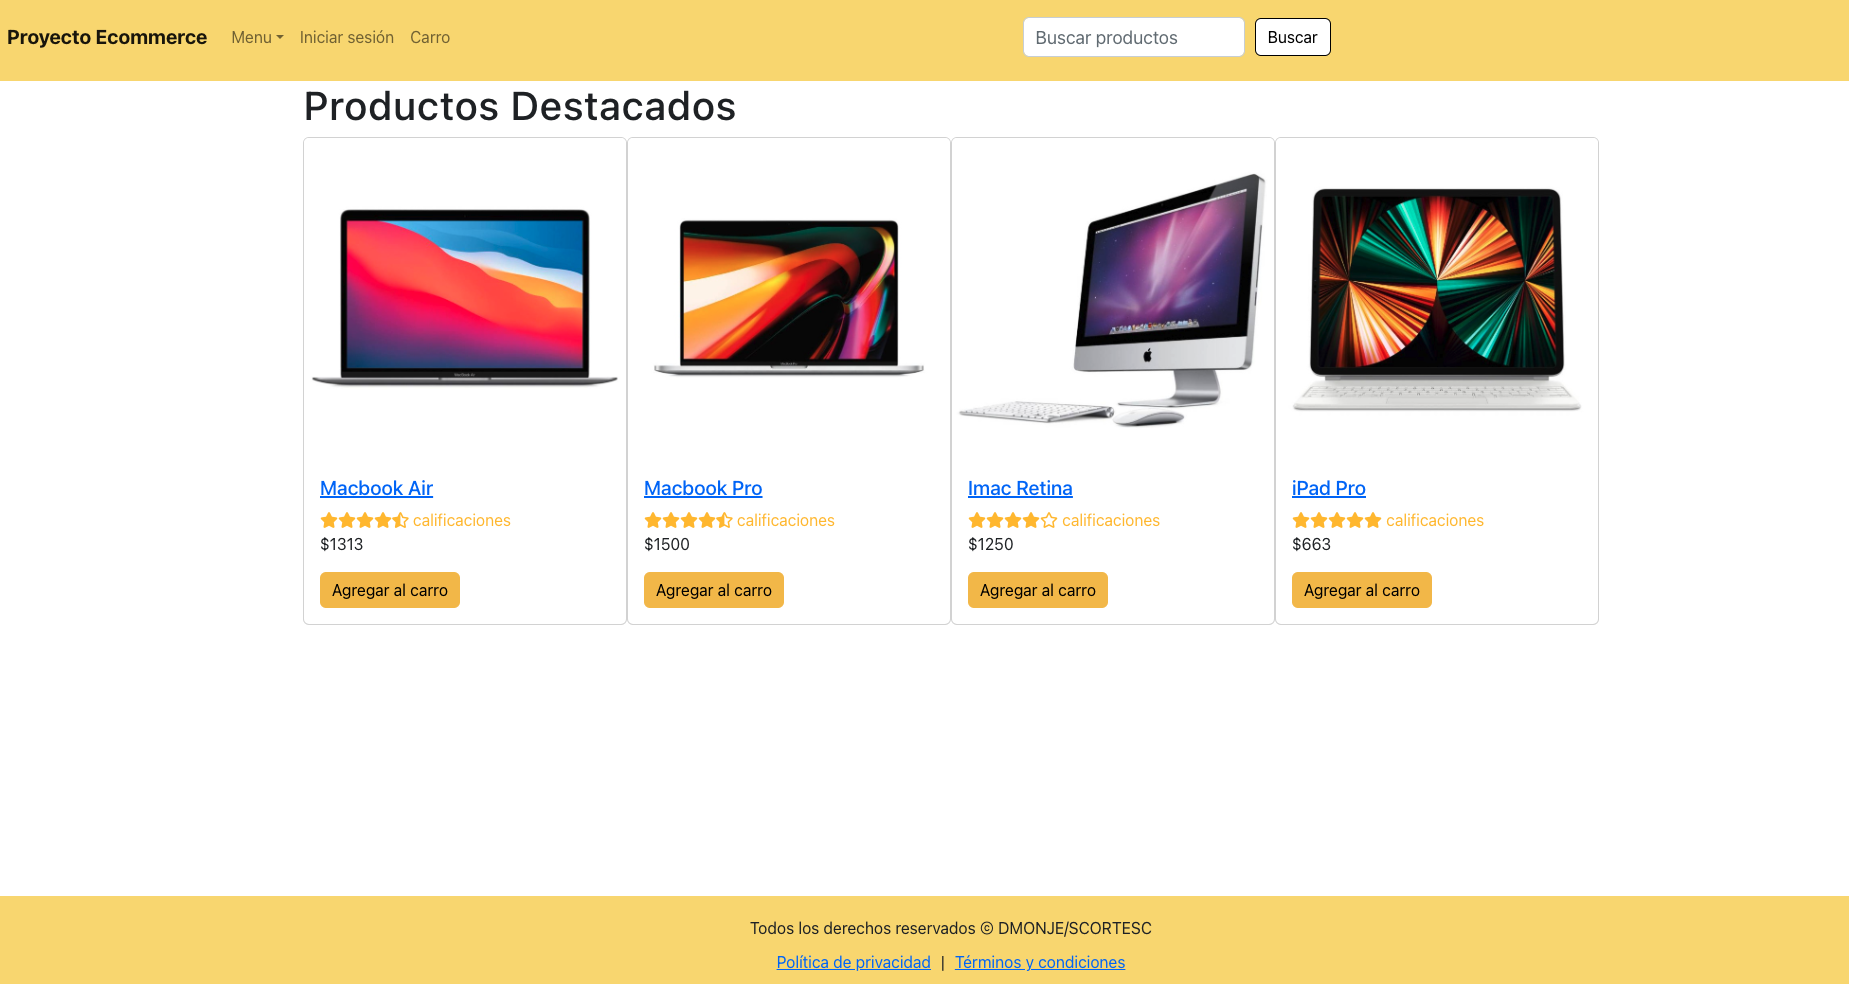 Proyecto Ecommerce Menu Iniciar sesión Carro Buscar productos Buscar
Productos Destacados
Macbook Air
calificaciones
$1313
Agregar al carro
Macbook Pro
calificaciones
$1500
Agregar al carro
Imac Retina
calificaciones
$1250
Agregar al carro
iPad Pro
calificaciones
$663
Agregar al carro
Todos los derechos reservados © DMONJE/SCORTESC
Política de privacidad | Términos y condiciones